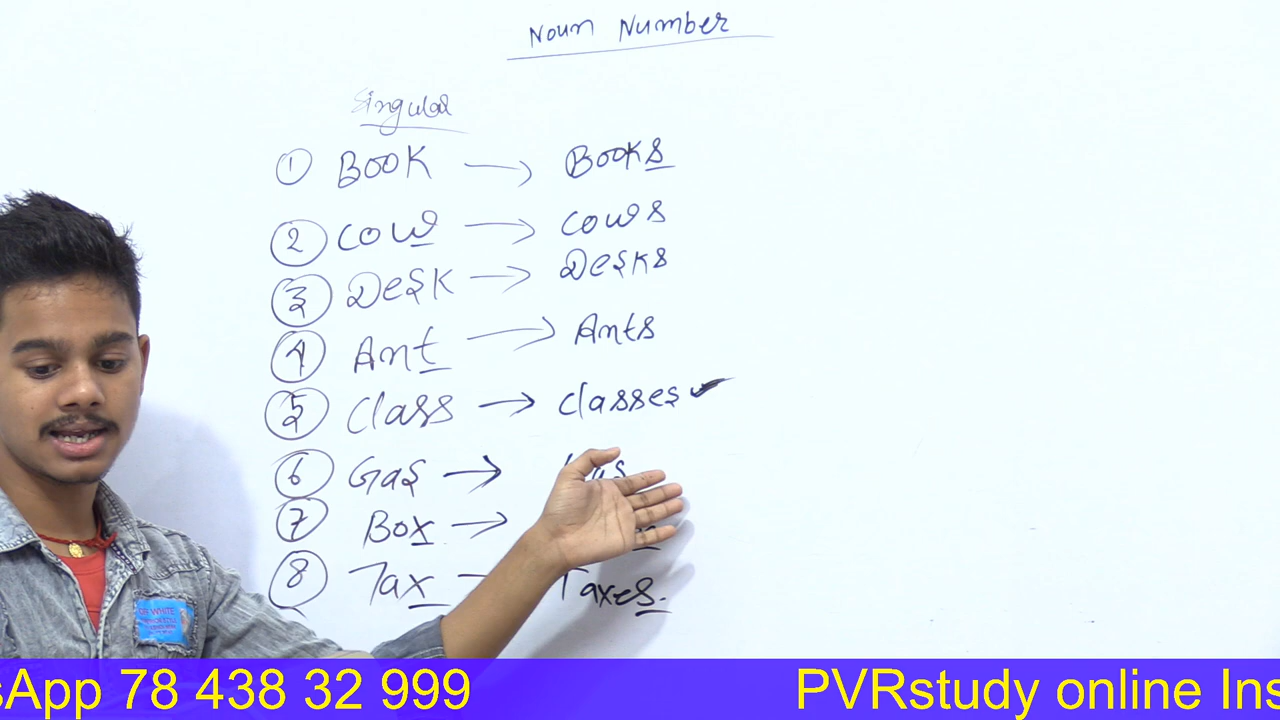 Noun Number
Singular
1 Book → Books
2 Cow → Cows
3 Desk → Desks
4 Ant → Ants
5 Class → Classes ✓
6 Gas →
7 Box →
8 Tax → Taxes.
WHITE
sApp 78 438 32 999 PVRstudy online Ins